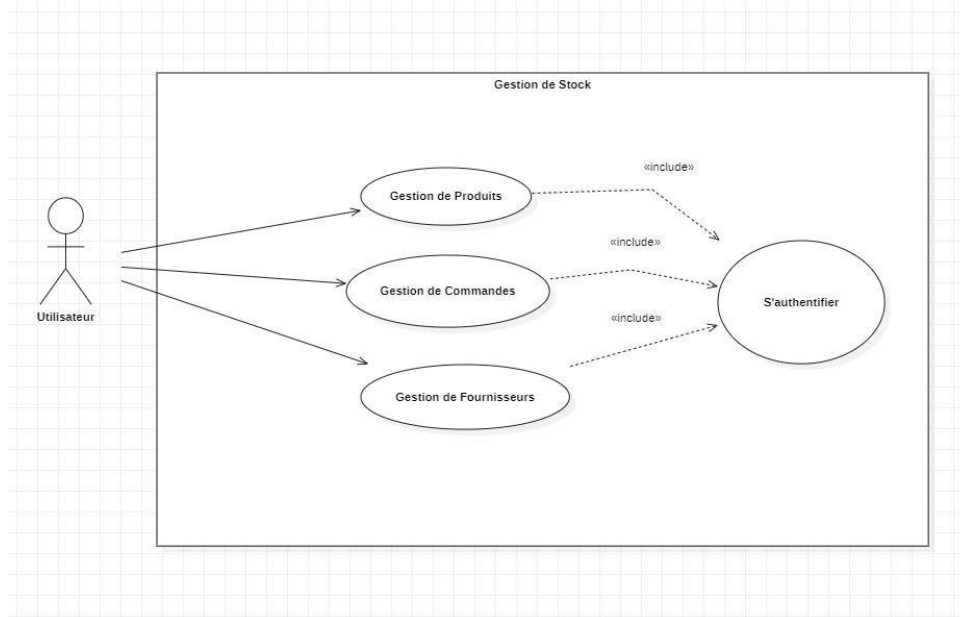 Gestion de Stock
«include»
Gestion de Produits
«include»
Gestion de Commandes
S'authentifier
Utilisateur
«include»
Gestion de Fournisseurs